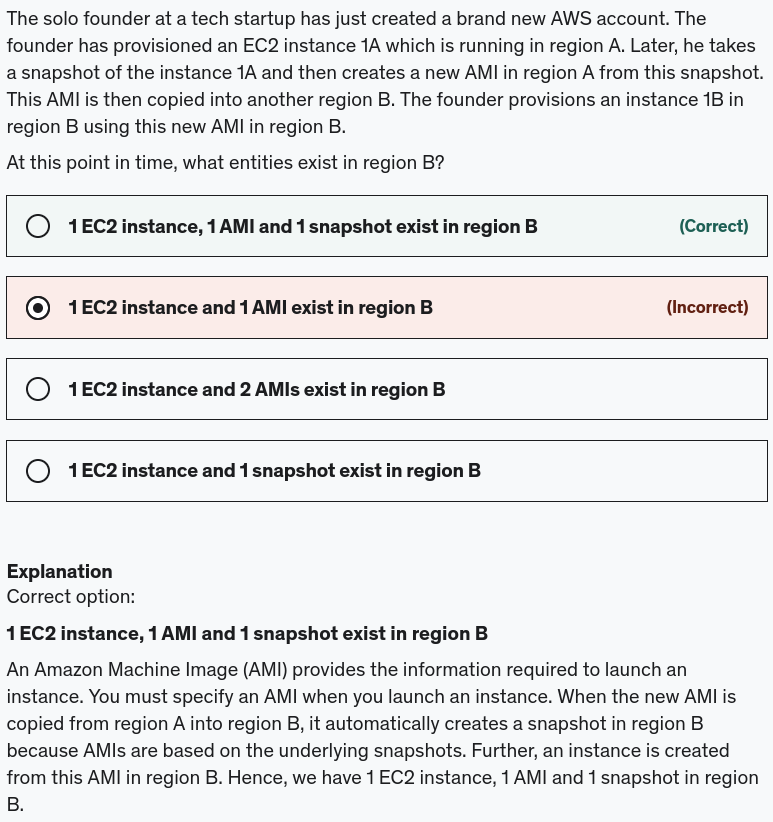 The solo founder at a tech startup has just created a brand new AWS account. The
founder has provisioned an EC2 instance 1A which is running in region A. Later, he takes
a snapshot of the instance 1A and then creates a new AMI in region A from this snapshot.
This AMI is then copied into another region B. The founder provisions an instance 1B in
region B using this new AMI in region B.
At this point in time, what entities exist in region B?
1 EC2 instance, 1 AMI and 1 snapshot exist in region B (Correct)
1 EC2 instance and 1 AMI exist in region B (Incorrect)
1 EC2 instance and 2 AMIs exist in region B
1 EC2 instance and 1 snapshot exist in region B
Explanation
Correct option:
1 EC2 instance, 1 AMI and 1 snapshot exist in region B
An Amazon Machine Image (AMI) provides the information required to launch an
instance. You must specify an AMI when you launch an instance. When the new AMI is
copied from region A into region B, it automatically creates a snapshot in region B
because AMIs are based on the underlying snapshots. Further, an instance is created
from this AMI in region B. Hence, we have 1 EC2 instance, 1 AMI and 1 snapshot in region
B.